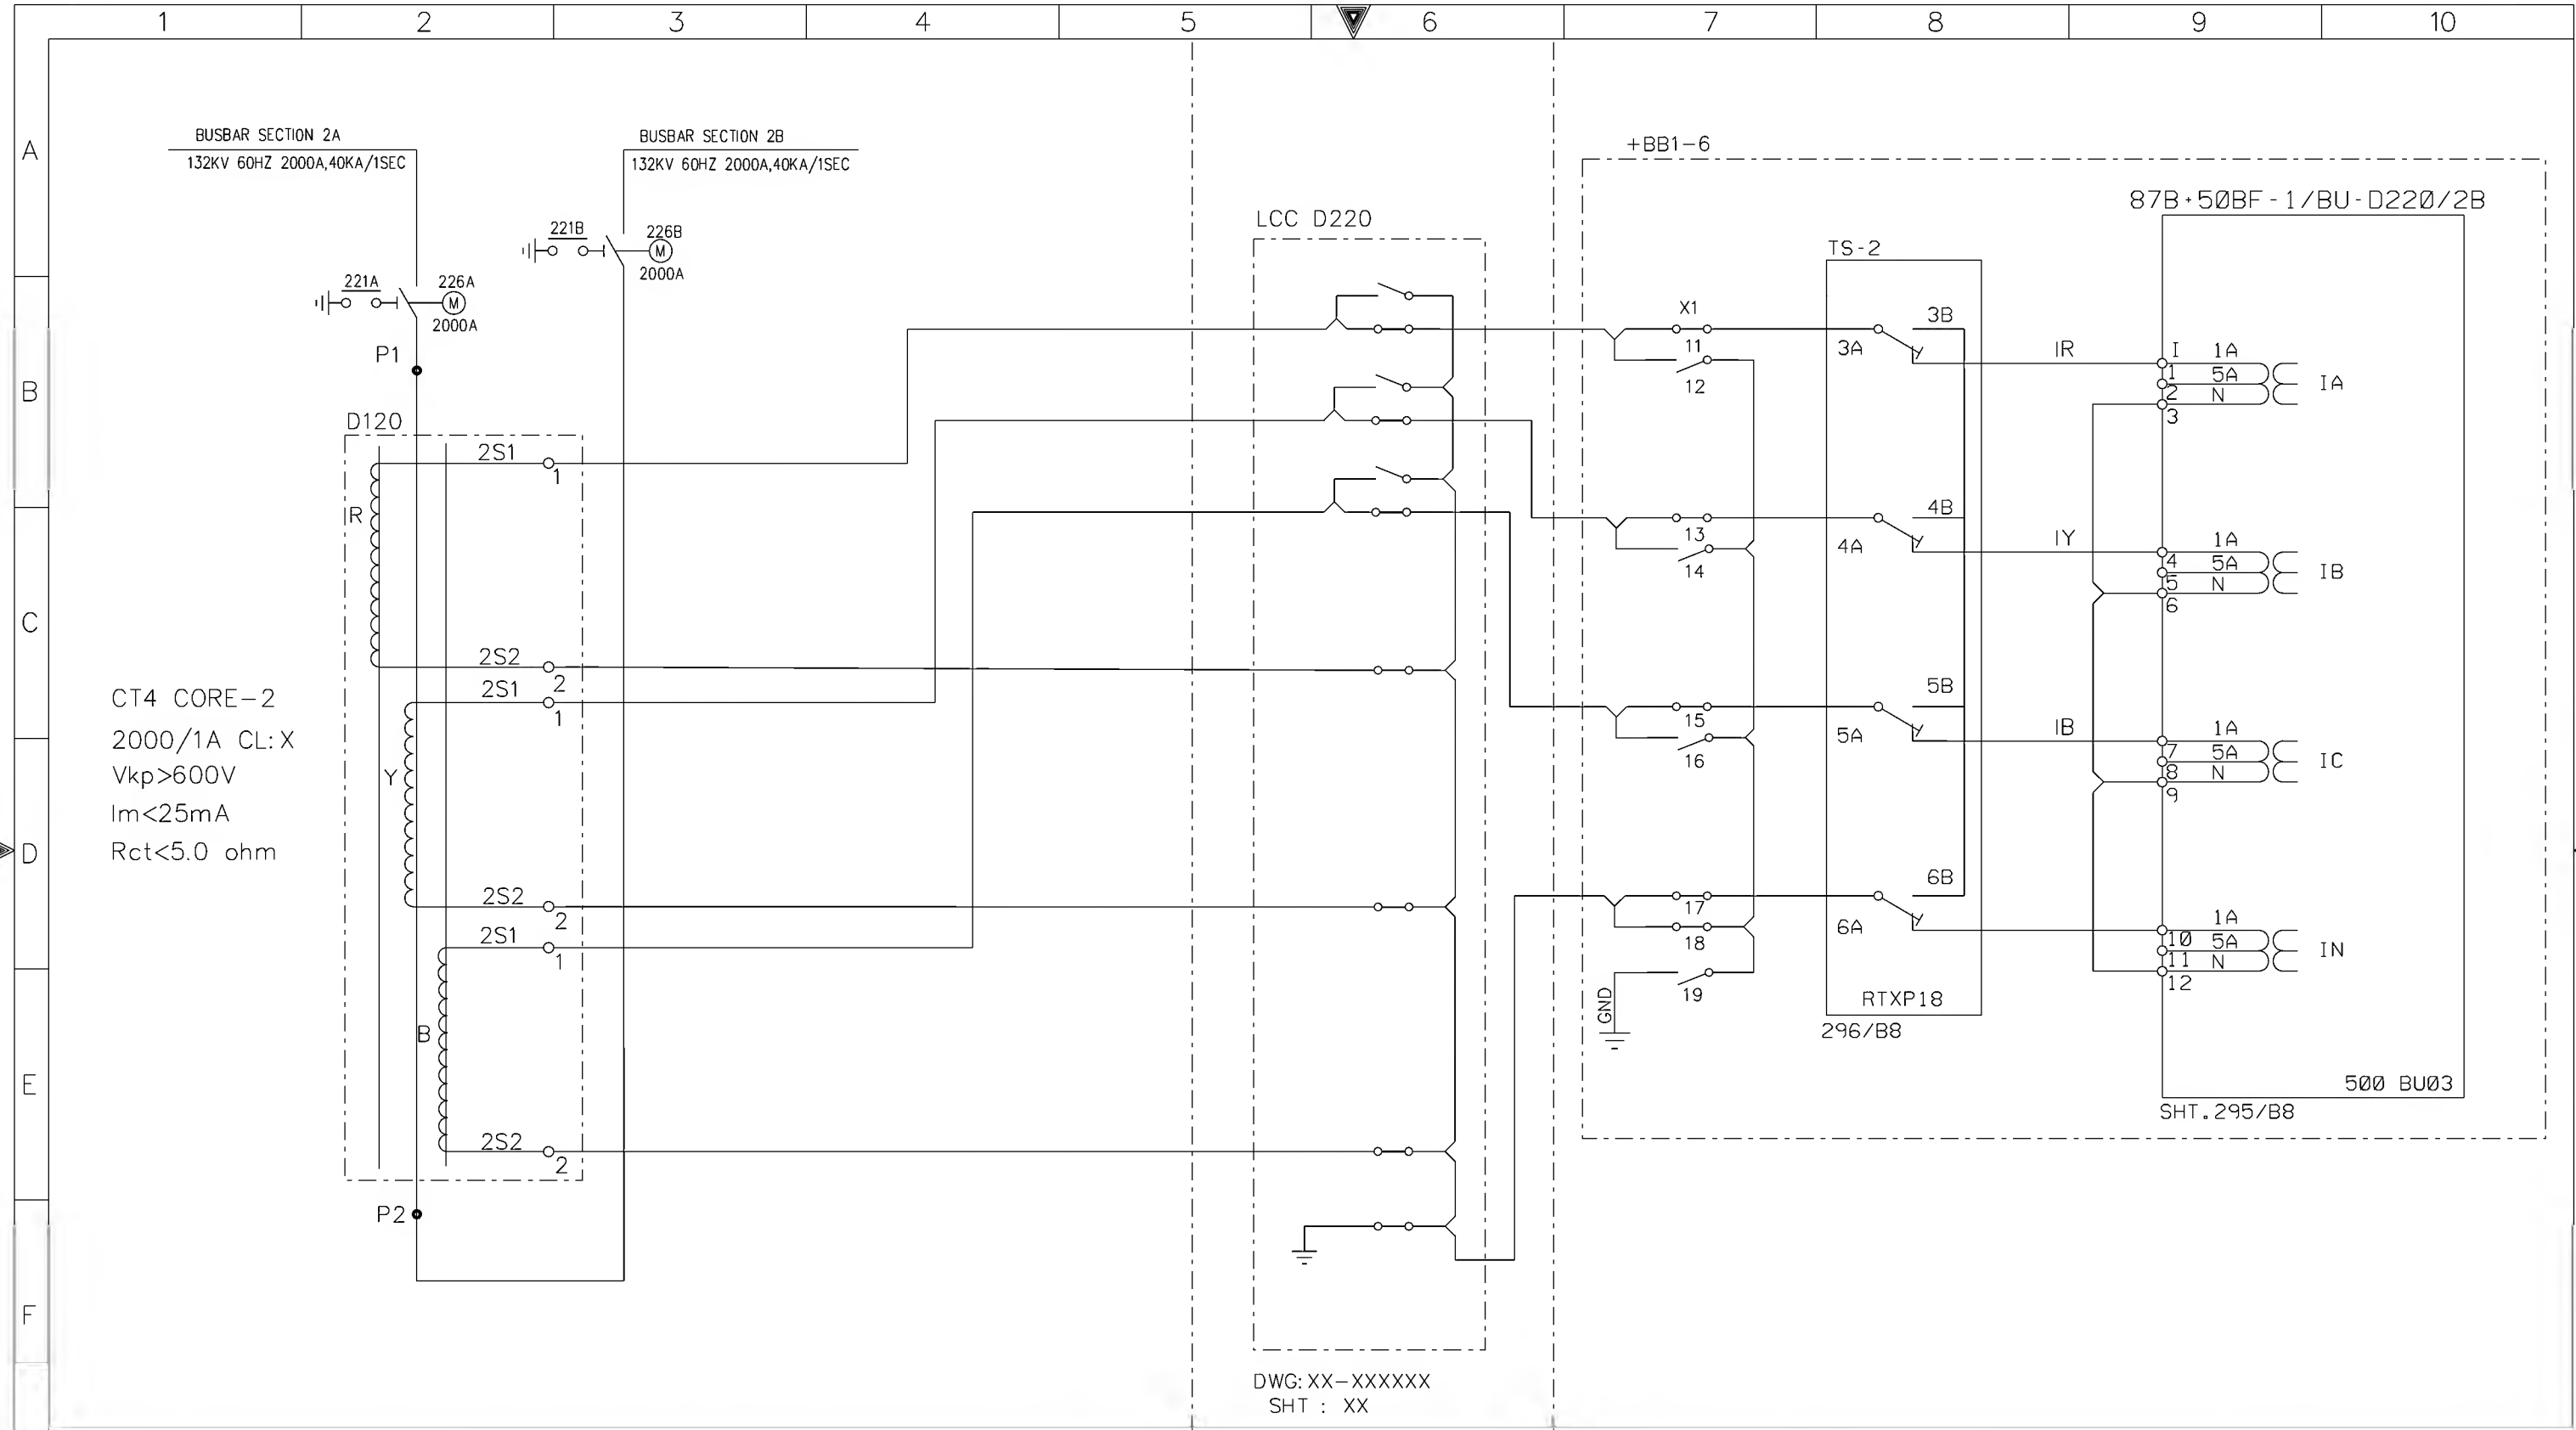 1 2 3 4 5 6 7 8 9 10
A
B
C
D
E
F
BUSBAR SECTION 2A
132KV 60HZ 2000A,40KA/1SEC
BUSBAR SECTION 2B
132KV 60HZ 2000A,40KA/1SEC
221B
226B
M
2000A
221A
226A
M
2000A
P1
D120
2S1
1
R
2S2
2
2S1
1
Y
2S2
2
2S1
1
B
2S2
2
P2
CT4 CORE-2
2000/1A CL:X
Vkp>600V
Im<25mA
Rct<5.0 ohm
LCC D220
DWG:XX-XXXXXX
SHT : XX
+BB1-6
X1
11
12
13
14
15
16
17
18
19
GND
TS-2
3B
3A
4B
4A
5B
5A
6B
6A
RTXP18
296/B8
IR
IY
IB
87B+50BF-1/BU-D220/2B
I 1A
1 5A
2 N
3
IA
1A
4 5A
5 N
6
IB
1A
7 5A
8 N
9
IC
1A
10 5A
11 N
12
IN
500 BU03
SHT.295/B8